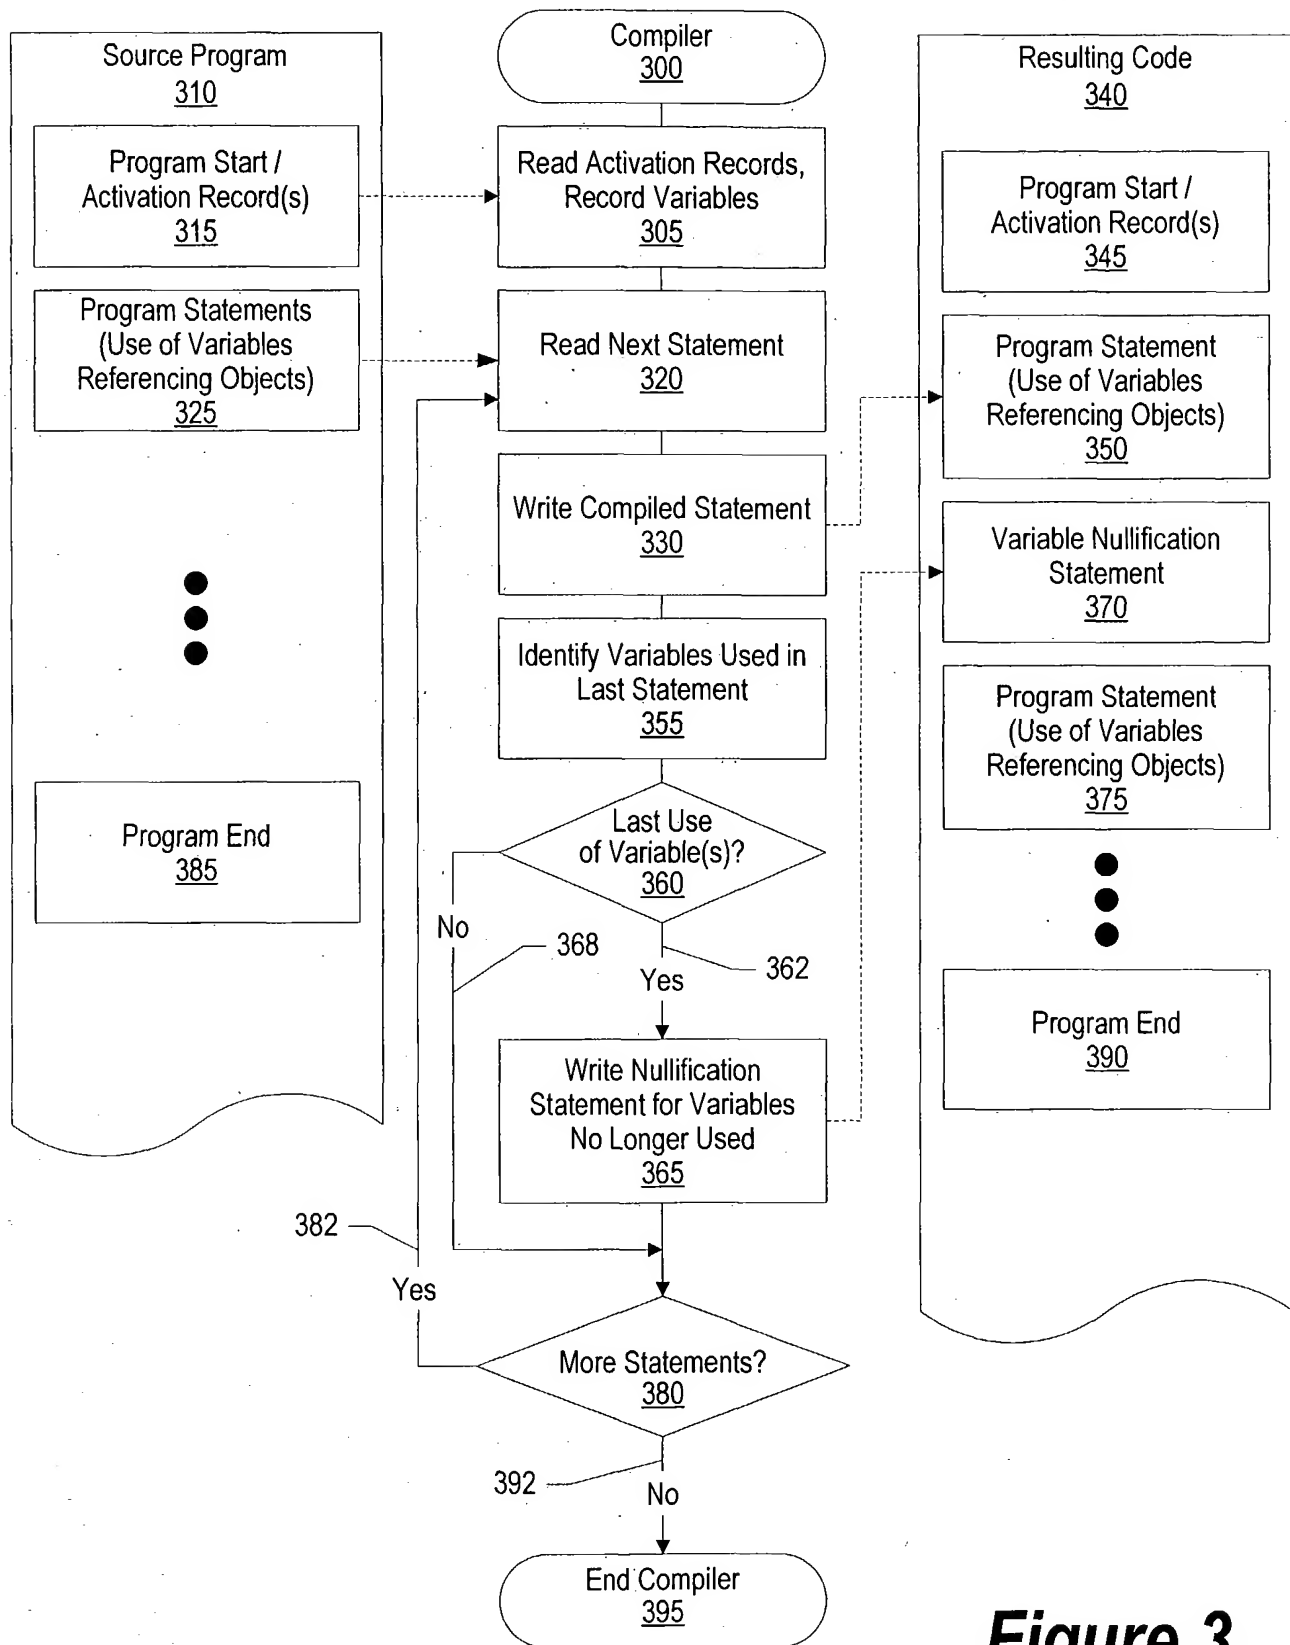 Source Program
310
Program Start /
Activation Record(s)
315
Program Statements
(Use of Variables
Referencing Objects)
325
Program End
385
Compiler
300
Read Activation Records,
Record Variables
305
Read Next Statement
320
Write Compiled Statement
330
Identify Variables Used in
Last Statement
355
Last Use
of Variable(s)?
360
No
368
362
Yes
Write Nullification
Statement for Variables
No Longer Used
365
382
Yes
More Statements?
380
392
No
End Compiler
395
Resulting Code
340
Program Start /
Activation Record(s)
345
Program Statement
(Use of Variables
Referencing Objects)
350
Variable Nullification
Statement
370
Program Statement
(Use of Variables
Referencing Objects)
375
Program End
390
Figure 3